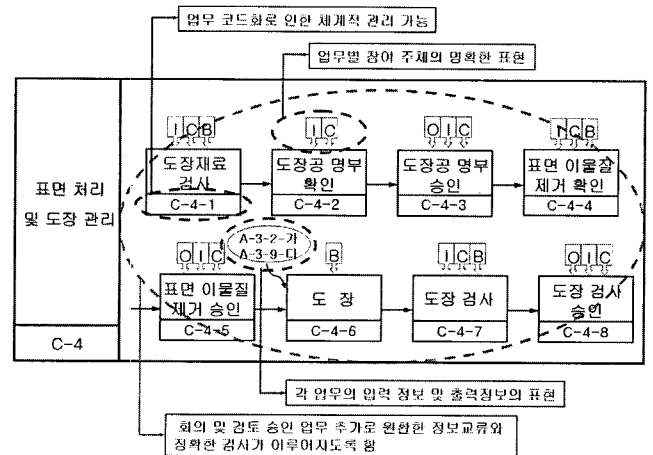 업무 코드화로 인한 체계적 관리 가능
업무별 참여 주체의 명확한 표현
표면 처리
및 도장 관리
C-4
I C B
도장재료
검사
C-4-1
I C
도장공 명부
확인
C-4-2
O I C
도장공 명부
승인
C-4-3
I C B
표면 이물질
제거 확인
C-4-4
O I C
표면 이물질
제거 승인
C-4-5
A-3-2-가
A-3-9-다
B
도 장
C-4-6
I C B
도장 검사
C-4-7
O I C
도장 검사
승인
C-4-8
각 업무의 입력 정보 및 출력정보의 표현
회의 및 검토 승인 업무 추가로 원활한 정보교류와
정확한 검사가 이루어지도록 함